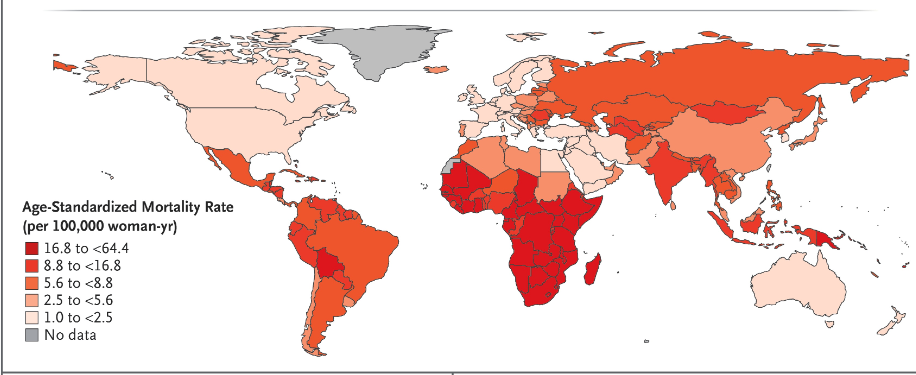 Age-Standardized Mortality Rate
(per 100,000 woman-yr)
16.8 to <64.4
8.8 to <16.8
5.6 to <8.8
2.5 to <5.6
1.0 to <2.5
No data